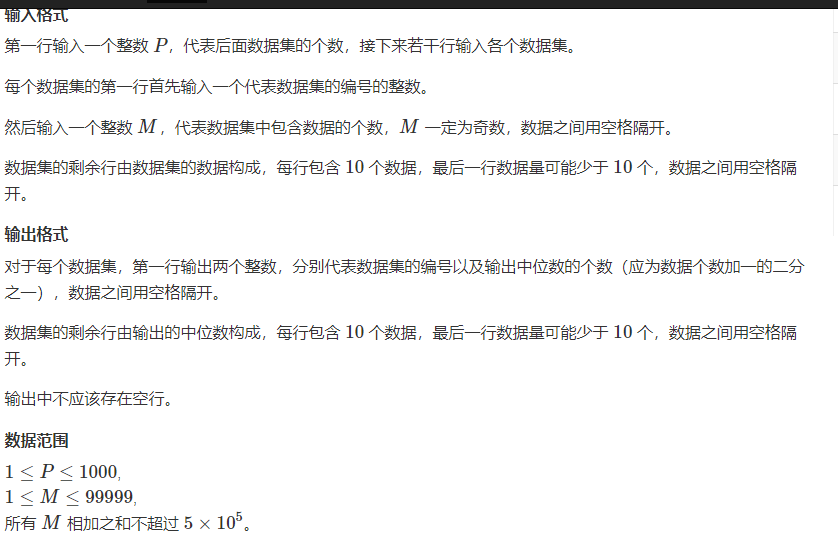 输入格式
第一行输入一个整数 P，代表后面数据集的个数，接下来若干行输入各个数据集。
每个数据集的第一行首先输入一个代表数据集的编号的整数。
然后输入一个整数 M，代表数据集中包含数据的个数，M 一定为奇数，数据之间用空格隔开。
数据集的剩余行由数据集的数据构成，每行包含 10 个数据，最后一行数据量可能少于 10 个，数据之间用空格隔
开。
输出格式
对于每个数据集，第一行输出两个整数，分别代表数据集的编号以及输出中位数的个数（应为数据个数加一的二分
之一），数据之间用空格隔开。
数据集的剩余行由输出的中位数构成，每行包含 10 个数据，最后一行数据量可能少于 10 个，数据之间用空格隔
开。
输出中不应该存在空行。
数据范围
1 ≤ P ≤ 1000,
1 ≤ M ≤ 99999,
所有 M 相加之和不超过 5 × 10⁵。